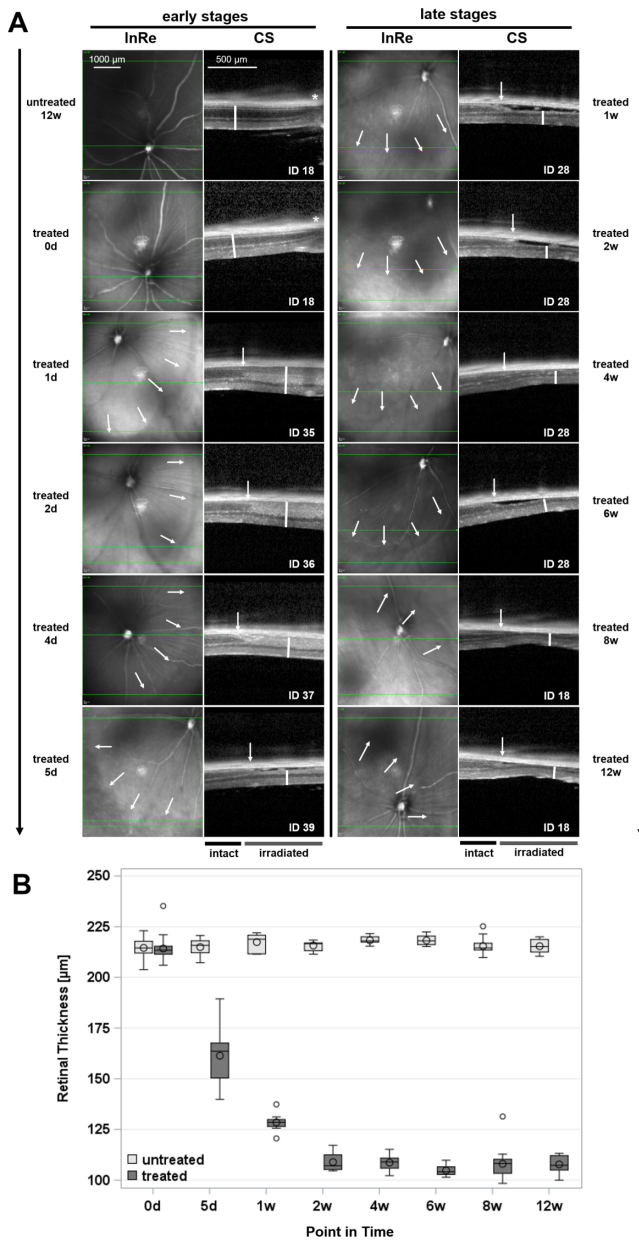 A
early stages
late stages
InRe
CS
InRe
CS
1000 µm
500 µm
untreated
12w
ID 18
ID 28
treated
1w
treated
0d
ID 18
ID 28
treated
2w
treated
1d
ID 35
ID 28
treated
4w
treated
2d
ID 36
ID 28
treated
6w
treated
4d
ID 37
ID 18
treated
8w
treated
5d
ID 39
ID 18
treated
12w
intact
irradiated
intact
irradiated
B
Retinal Thickness [µm]
250
225
200
175
150
125
100
untreated
treated
0d
5d
1w
2w
4w
6w
8w
12w
Point in Time